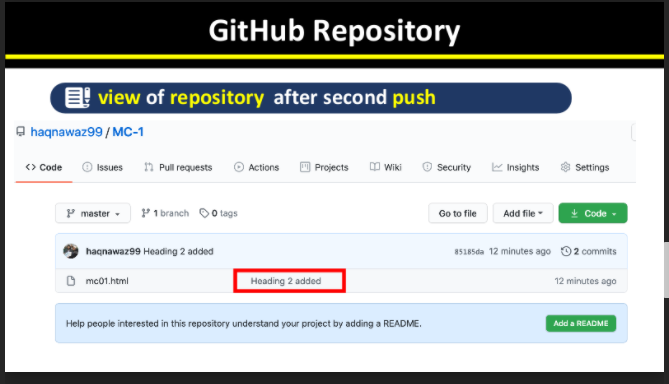 GitHub Repository
view of repository after second push
haqnawaz99 / MC-1
<> Code Issues Pull requests Actions Projects Wiki Security Insights Settings
master 1 branch 0 tags Go to file Add file Code
haqnawaz99 Heading 2 added 85185da 12 minutes ago 2 commits
mc01.html Heading 2 added 12 minutes ago
Help people interested in this repository understand your project by adding a README. Add a README